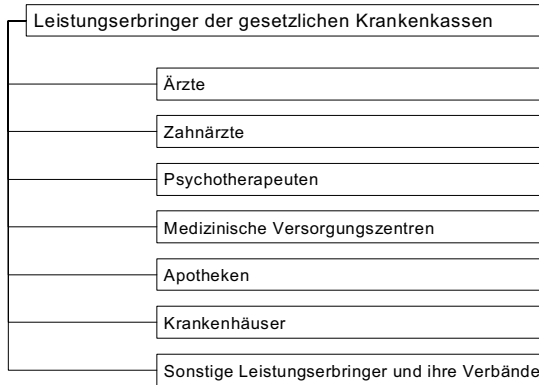 Leistungserbringer der gesetzlichen Krankenkassen
Ärzte
Zahnärzte
Psychotherapeuten
Medizinische Versorgungszentren
Apotheken
Krankenhäuser
Sonstige Leistungserbringer und ihre Verbände